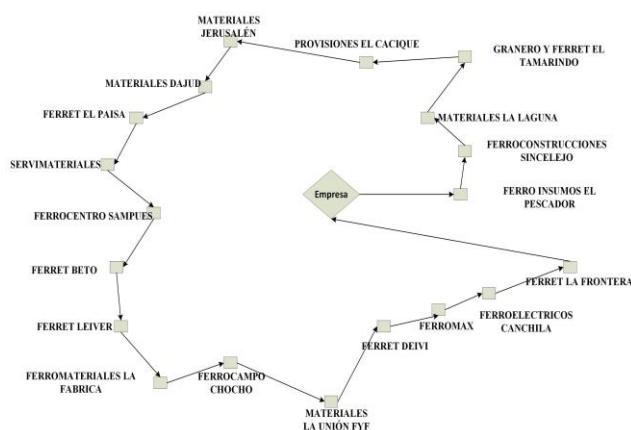 MATERIALES
JERUSALÉN
PROVISIONES EL CACIQUE
GRANERO Y FERRET EL
TAMARINDO
MATERIALES DAJUD
FERRET EL PAISA
MATERIALES LA LAGUNA
FERROCONSTRUCCIONES
SINCELEJO
SERVIMATERIALES
Empresa
FERRO INSUMOS EL
PESCADOR
FERROCENTRO SAMPUES
FERRET BETO
FERRET LA FRONTERA
FERROELECTRICOS
CANCHILA
FERRET LEIVER
FERROMAX
FERRET DEIVI
FERROMATERIALES LA
FABRICA
FERROCAMPO
CHOCHO
MATERIALES
LA UNIÓN FYF